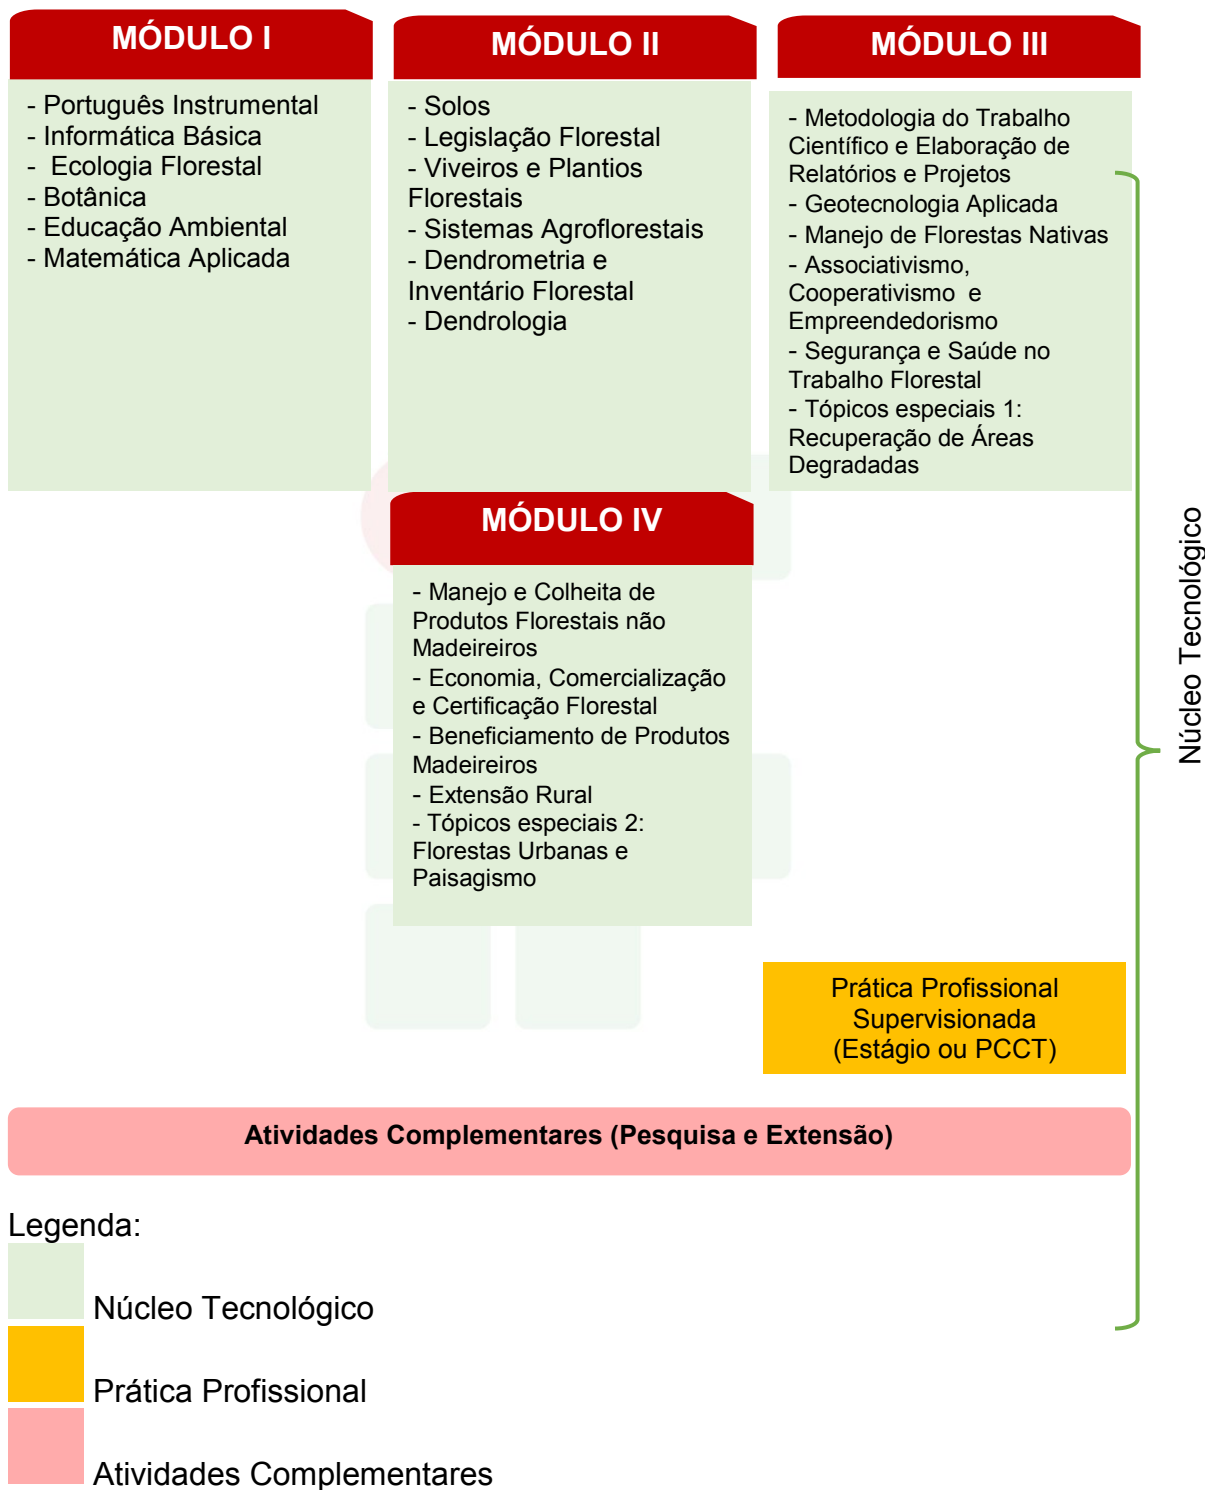 MÓDULO I
- Português Instrumental
- Informática Básica
- Ecologia Florestal
- Botânica
- Educação Ambiental
- Matemática Aplicada
MÓDULO II
- Solos
- Legislação Florestal
- Viveiros e Plantios
Florestais
- Sistemas Agroflorestais
- Dendrometria e
Inventário Florestal
- Dendrologia
MÓDULO III
- Metodologia do Trabalho
Científico e Elaboração de
Relatórios e Projetos
- Geotecnologia Aplicada
- Manejo de Florestas Nativas
- Associativismo,
Cooperativismo e
Empreendedorismo
- Segurança e Saúde no
Trabalho Florestal
- Tópicos especiais 1:
Recuperação de Áreas
Degradadas
MÓDULO IV
- Manejo e Colheita de
Produtos Florestais não
Madeireiros
- Economia, Comercialização
e Certificação Florestal
- Beneficiamento de Produtos
Madeireiros
- Extensão Rural
- Tópicos especiais 2:
Florestas Urbanas e
Paisagismo
Núcleo Tecnológico
Prática Profissional
Supervisionada
(Estágio ou PCCT)
Atividades Complementares (Pesquisa e Extensão)
Legenda:
Núcleo Tecnológico
Prática Profissional
Atividades Complementares